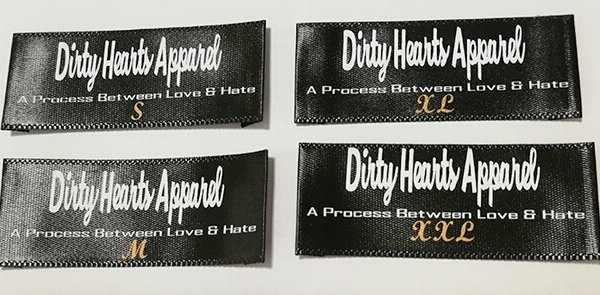 Dirty Hearts Apparel
A Process Between Love & Hate
S
Dirty Hearts Apparel
A Process Between Love & Hate
XL
Dirty Hearts Apparel
A Process Between Love & Hate
M
Dirty Hearts Apparel
A Process Between Love & Hate
XXL